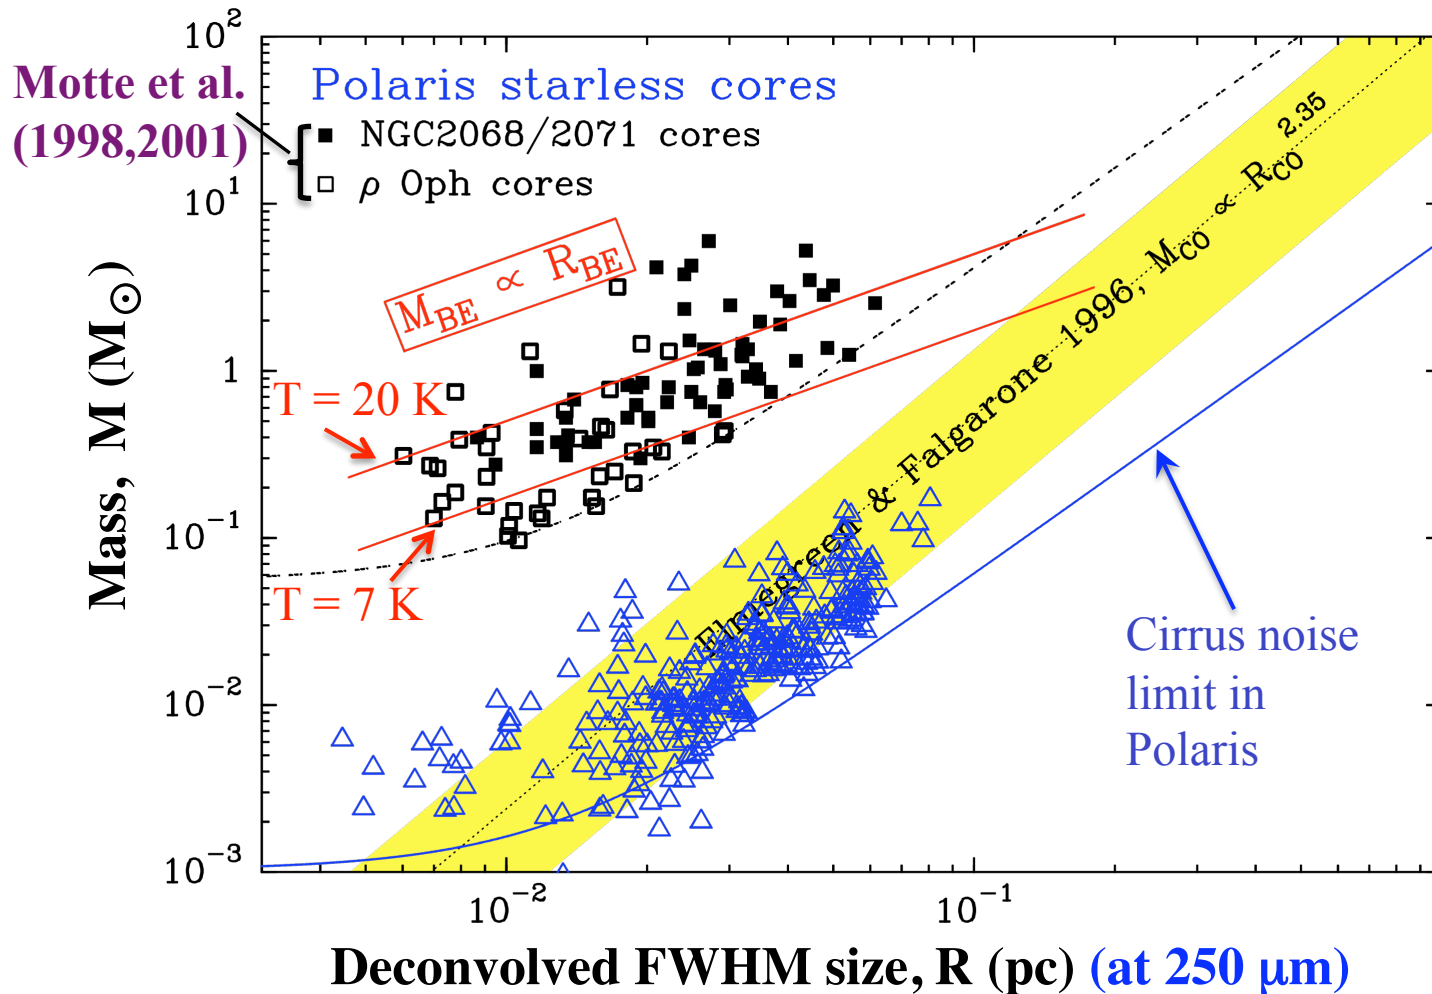 10²
Motte et al.
(1998,2001)
Polaris starless cores
NGC2068/2071 cores
ρ Oph cores
10¹
M_BE ∝ R_BE
1
T = 20 K
10⁻¹
T = 7 K
10⁻²
10⁻³
Elmegreen & Falgarone 1996, M_CO ∝ R_CO^2.35
Cirrus noise
limit in
Polaris
Mass, M (M⊙)
10⁻² 10⁻¹
Deconvolved FWHM size, R (pc) (at 250 μm)